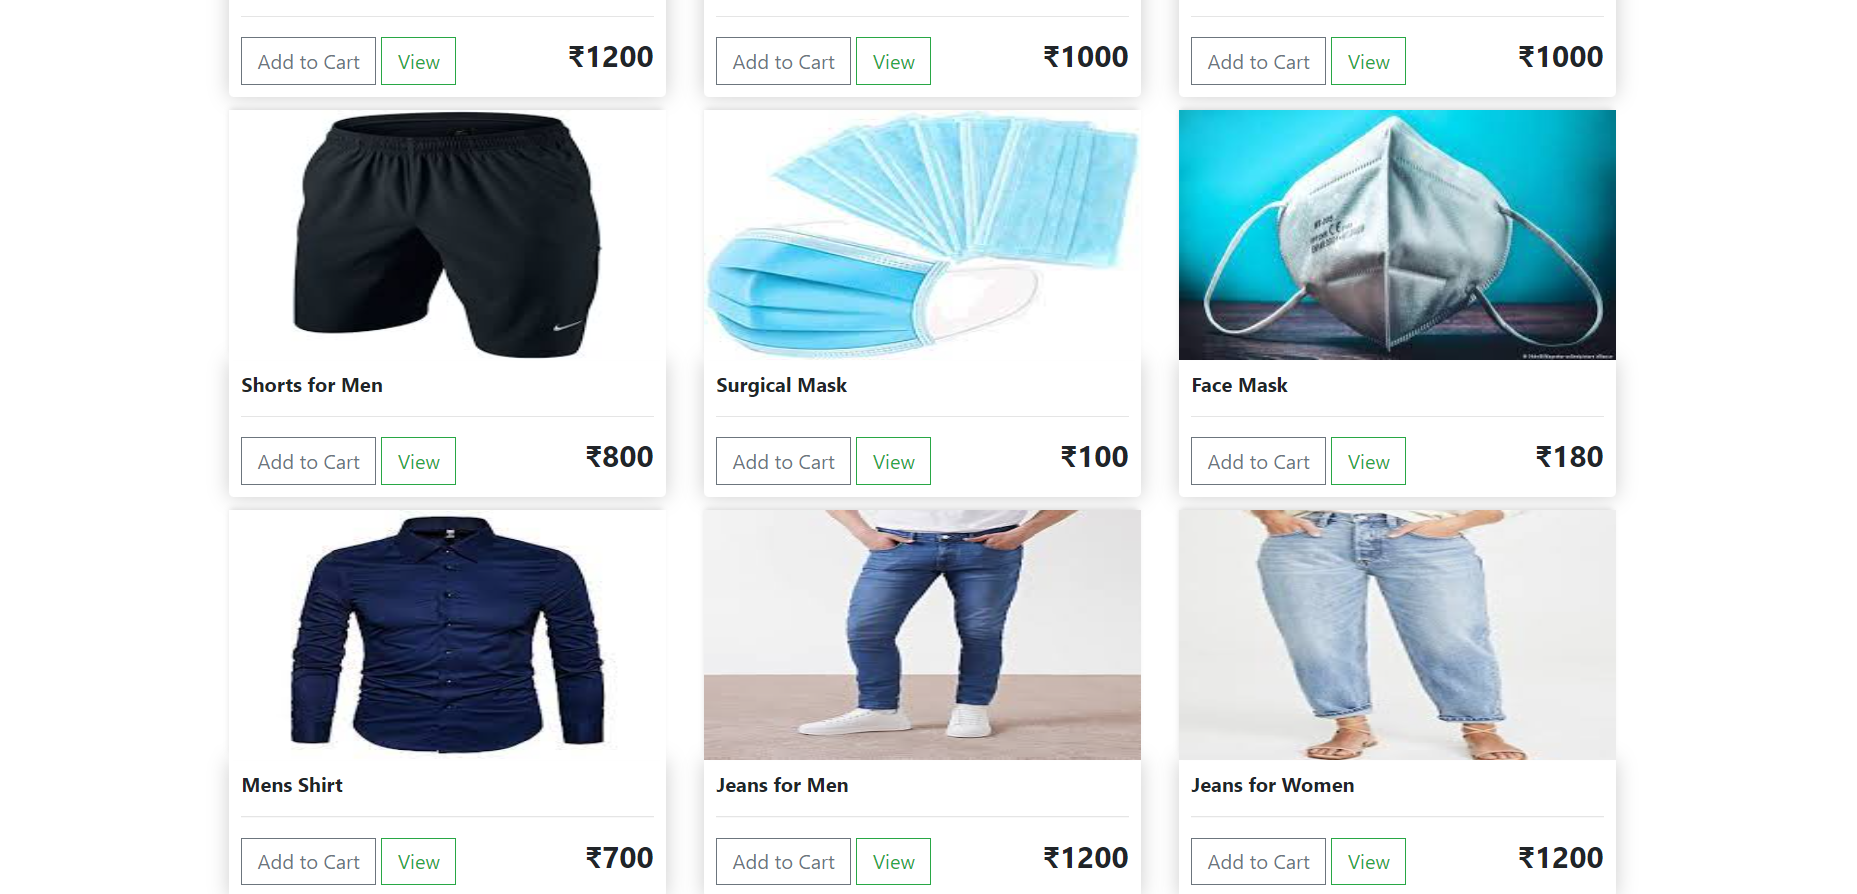 Add to Cart View ₹1200
Add to Cart View ₹1000
Add to Cart View ₹1000
Shorts for Men
Add to Cart View ₹800
Surgical Mask
Add to Cart View ₹100
CE
Face Mask
Add to Cart View ₹180
Mens Shirt
Add to Cart View ₹700
Jeans for Men
Add to Cart View ₹1200
Jeans for Women
Add to Cart View ₹1200